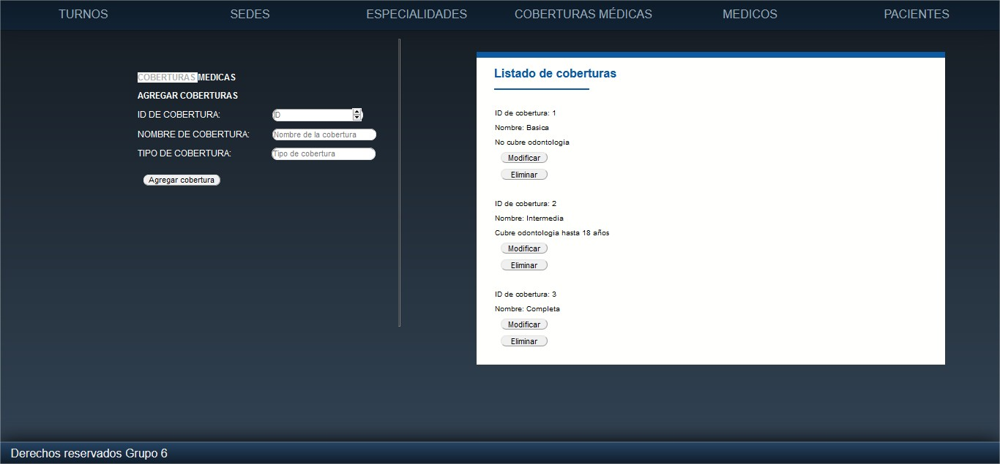 TURNOS SEDES ESPECIALIDADES COBERTURAS MÉDICAS MEDICOS PACIENTES
COBERTURAS MEDICAS
AGREGAR COBERTURAS
ID DE COBERTURA: ID
NOMBRE DE COBERTURA: Nombre de la cobertura
TIPO DE COBERTURA: Tipo de cobertura
Agregar cobertura
Listado de coberturas
ID de cobertura: 1
Nombre: Basica
No cubre odontologia
Modificar
Eliminar
ID de cobertura: 2
Nombre: Intermedia
Cubre odontologia hasta 18 años
Modificar
Eliminar
ID de cobertura: 3
Nombre: Completa
Modificar
Eliminar
Derechos reservados Grupo 6